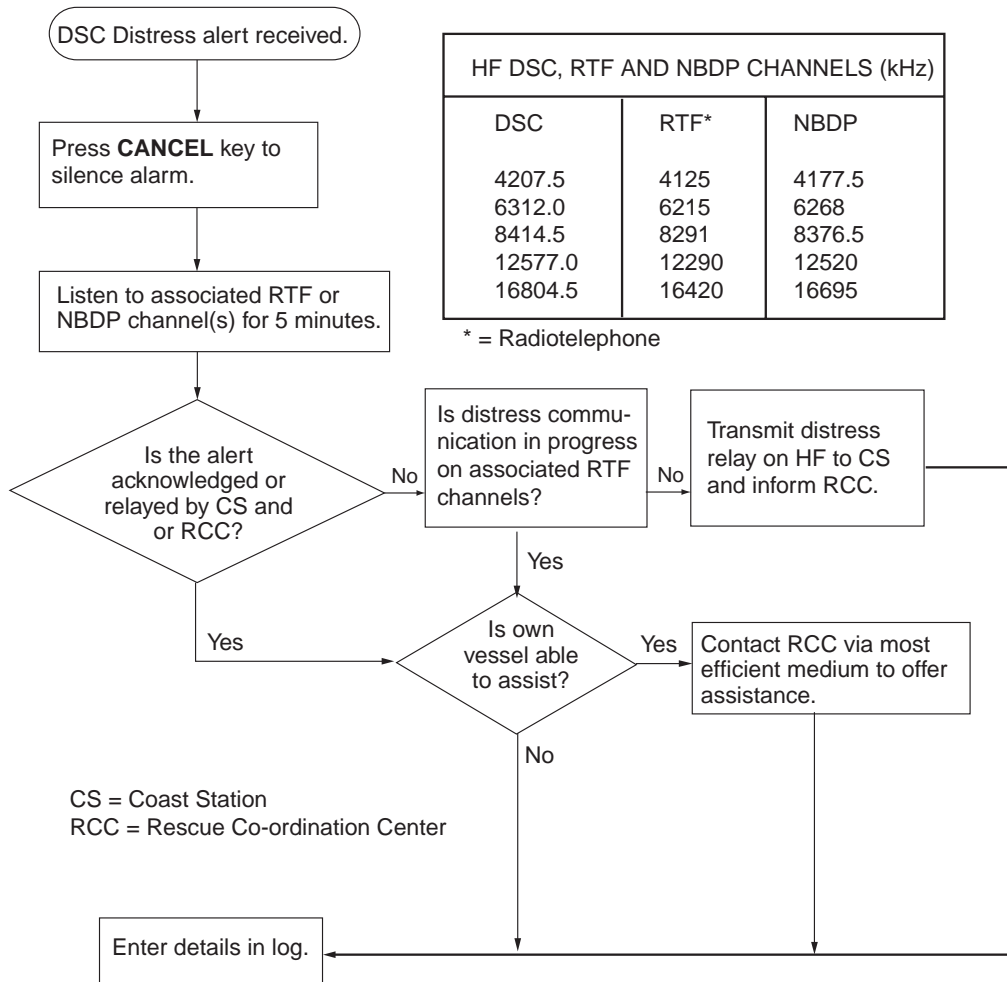 DSC Distress alert received.
Press CANCEL key to
silence alarm.
Listen to associated RTF or
NBDP channel(s) for 5 minutes.
HF DSC, RTF AND NBDP CHANNELS (kHz)
DSC RTF* NBDP
4207.5 4125 4177.5
6312.0 6215 6268
8414.5 8291 8376.5
12577.0 12290 12520
16804.5 16420 16695
* = Radiotelephone
Is the alert
acknowledged or
relayed by CS and
or RCC?
No
Is distress commu-
nication in progress
on associated RTF
channels?
No
Transmit distress
relay on HF to CS
and inform RCC.
Yes
Yes
Is own
vessel able
to assist?
Yes
Contact RCC via most
efficient medium to offer
assistance.
No
CS = Coast Station
RCC = Rescue Co-ordination Center
Enter details in log.